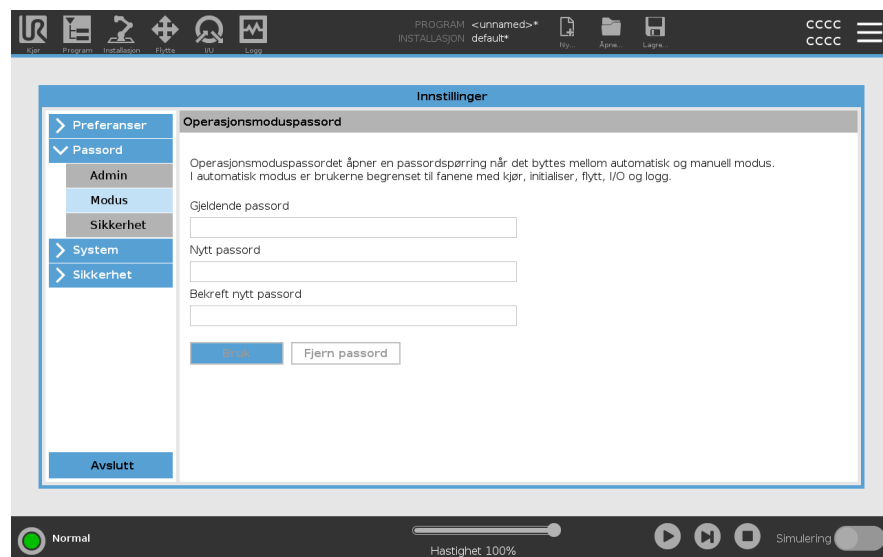 PROGRAM <unnamed>*
INSTALLASJON default*
CCCC
CCCC
Kjør Program Installasjon Flytte I/O Logg Ny... Åpne... Lagre...
Innstillinger
Preferanser
Passord
Admin
Modus
Sikkerhet
System
Sikkerhet
Avslutt
Operasjonsmoduspassord
Operasjonsmoduspassordet åpner en passordspørring når det byttes mellom automatisk og manuell modus.
I automatisk modus er brukerne begrenset til fanene med kjør, initialiser, flytt, I/O og logg.
Gjeldende passord
Nytt passord
Bekreft nytt passord
Bruk Fjern passord
Normal
Hastighet 100%
Simulering